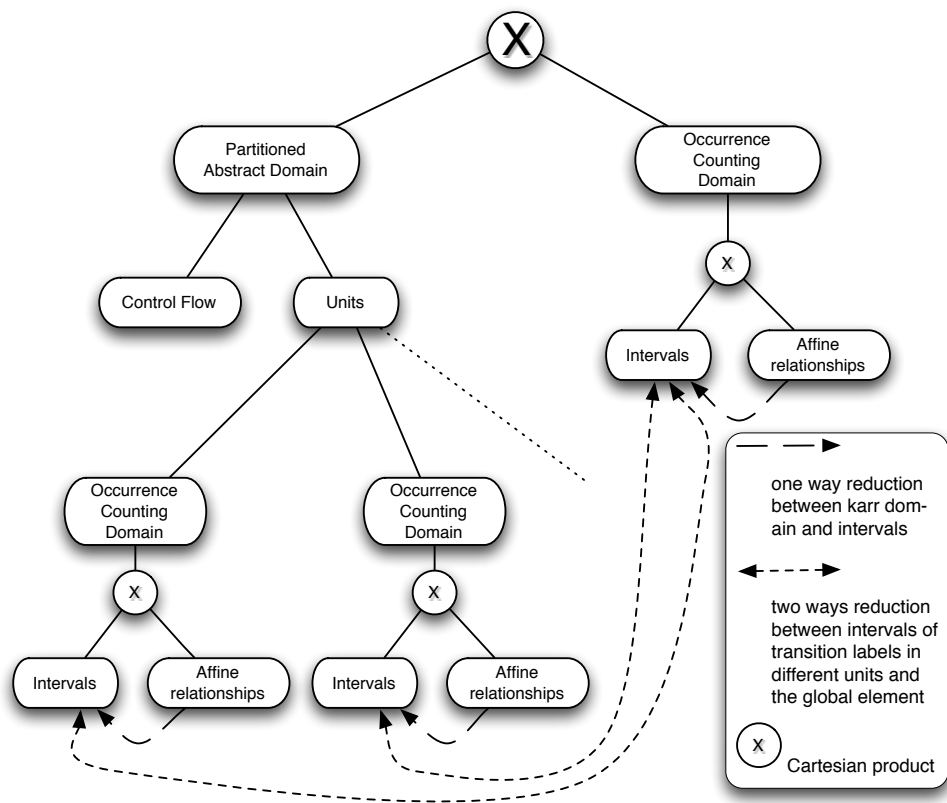 X
Partitioned
Abstract Domain
Occurrence
Counting
Domain
X
Control Flow
Units
Intervals
Affine
relationships
Occurrence
Counting
Domain
Occurrence
Counting
Domain
X
X
Intervals
Affine
relationships
Intervals
Affine
relationships
one way reduction
between karr dom-
ain and intervals
two ways reduction
between intervals of
transition labels in
different units and
the global element
X
Cartesian product